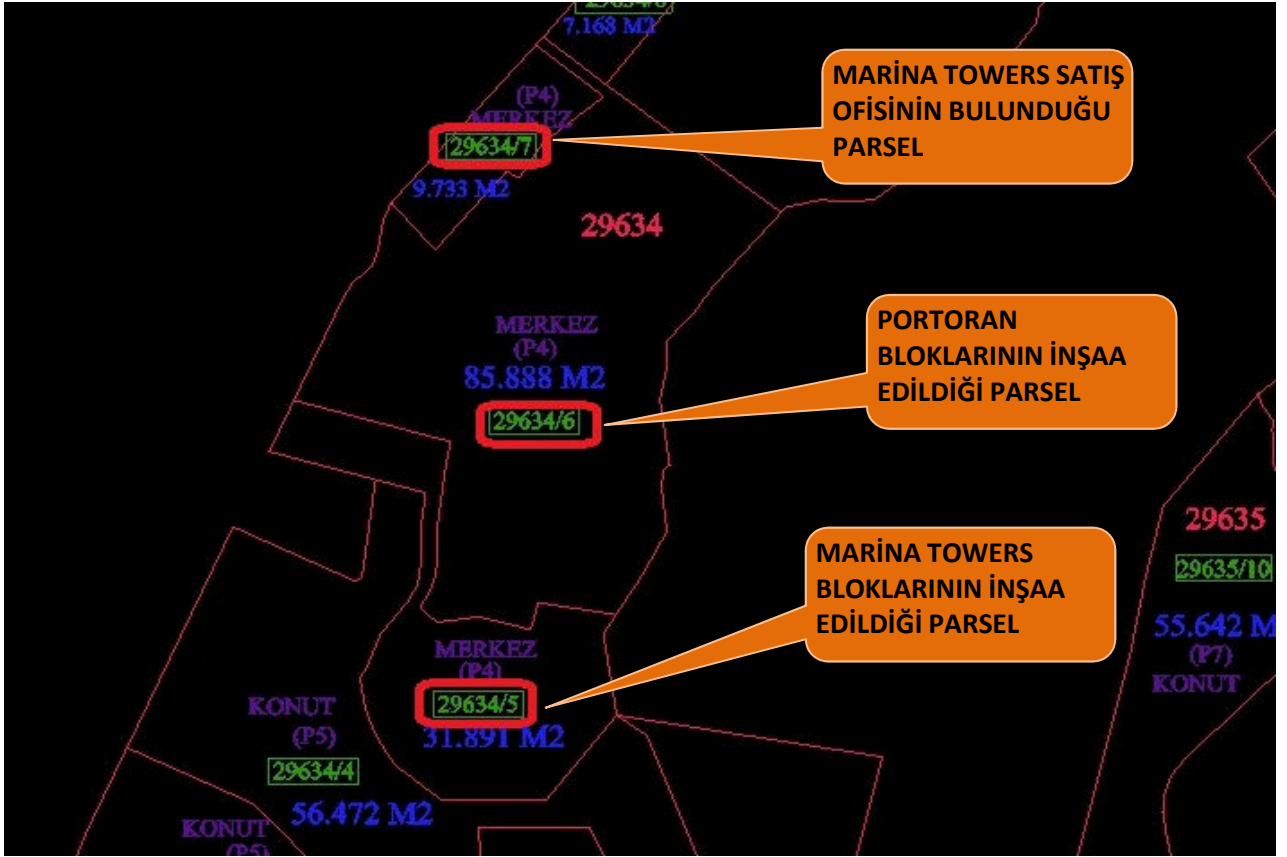 29634/8
7.168 M2
MARİNA TOWERS SATIŞ
OFİSİNİN BULUNDUĞU
PARSEL
(P4)
MERKEZ
29634/7
9.733 M2
29634
PORTORAN
BLOKLARININ İNŞAA
EDİLDİĞİ PARSEL
MERKEZ
(P4)
85.888 M2
29634/6
MARİNA TOWERS
BLOKLARININ İNŞAA
EDİLDİĞİ PARSEL
29635
29635/10
55.642 M
(P7)
KONUT
MERKEZ
(P4)
29634/5
31.891 M2
KONUT
(P5)
29634/4
56.472 M2
KONUT
(P5)